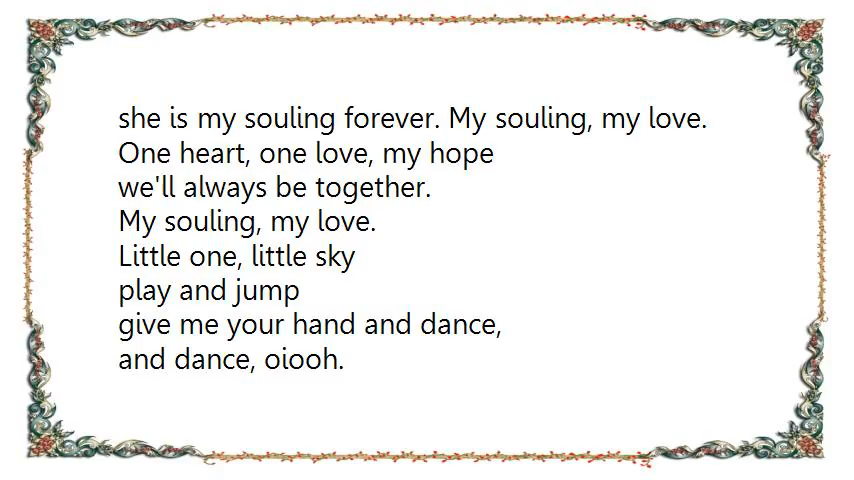 she is my souling forever. My souling, my love.
One heart, one love, my hope
we'll always be together.
My souling, my love.
Little one, little sky
play and jump
give me your hand and dance,
and dance, oiooh.